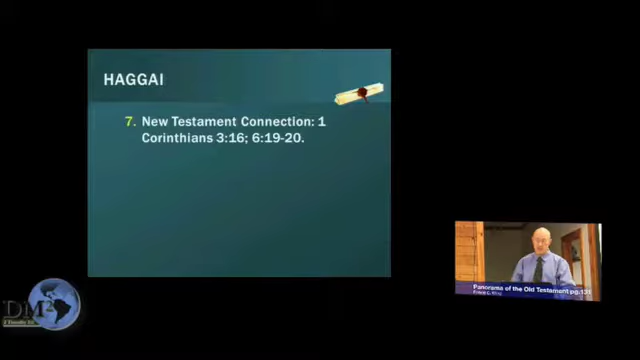 HAGGAI
7. New Testament Connection: 1
Corinthians 3:16; 6:19-20.
Panorama of the Old Testament pg.131
DM2